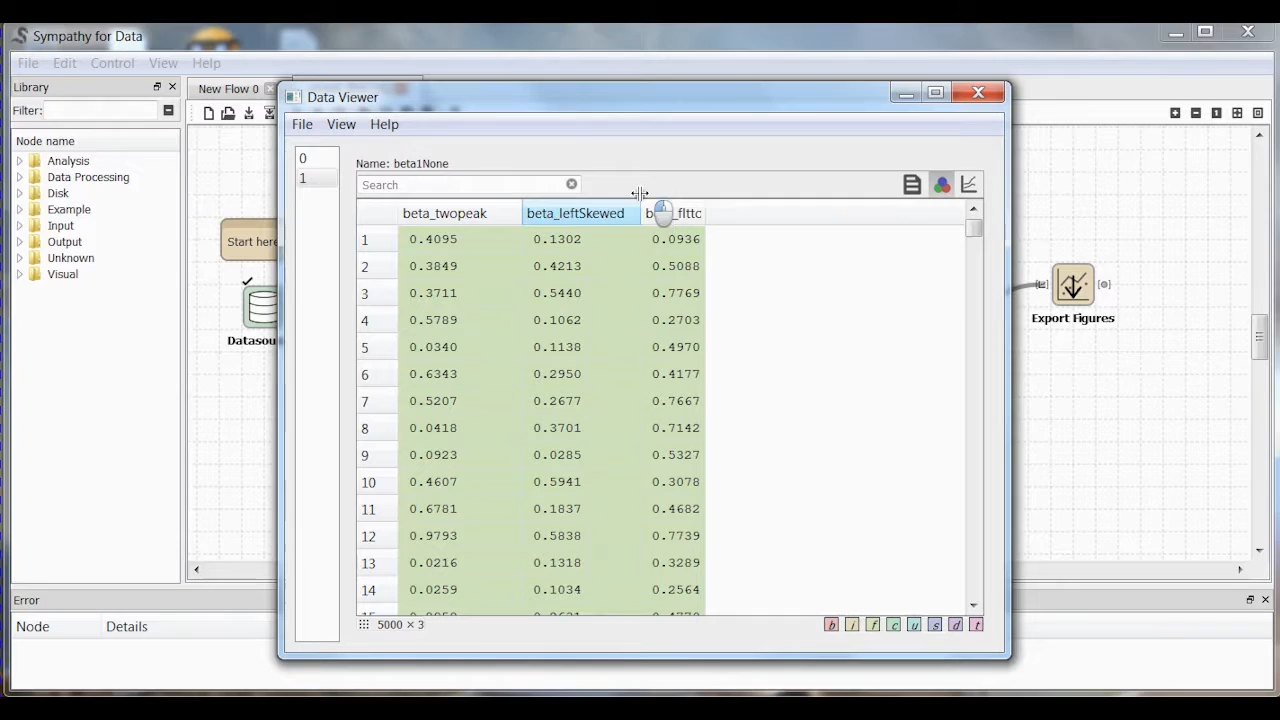 Sympathy for Data
File Edit Control View Help
Library
New Flow 0
Filter:
Node name
Analysis
Data Processing
Disk
Example
Input
Output
Unknown
Visual
Start here
Datasou
Export Figures
Data Viewer
File View Help
0
1
Name: beta1None
Search
beta_twopeak beta_leftSkewed
1 0.4095 0.1302 0.0936
2 0.3849 0.4213 0.5088
3 0.3711 0.5440 0.7769
4 0.5789 0.1062 0.2703
5 0.0340 0.1138 0.4970
6 0.6343 0.2950 0.4177
7 0.5207 0.2677 0.7667
8 0.0418 0.3701 0.7142
9 0.0923 0.0285 0.5327
10 0.4607 0.5941 0.3078
11 0.6781 0.1837 0.4682
12 0.9793 0.5838 0.7739
13 0.0216 0.1318 0.3289
14 0.0259 0.1034 0.2564
5000 × 3
b i f c u s d t
Error
Node Details